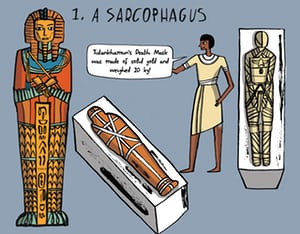 1. A SARCOPHAGUS
Tutankhamun's Death Mask
was made of solid gold and
weighed 10 kg!